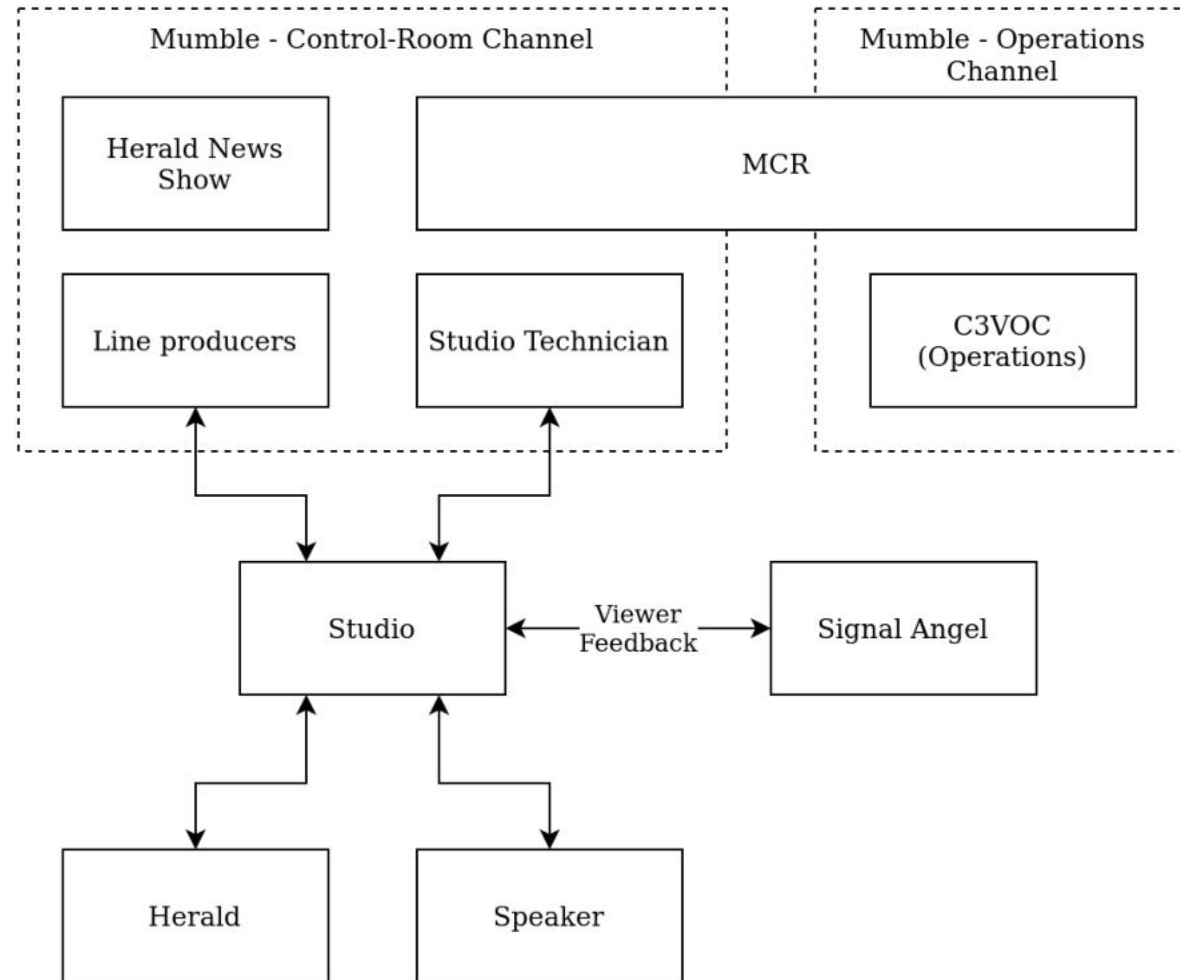 Mumble - Control-Room Channel
Mumble - Operations
Channel
Herald News
Show
MCR
Line producers
Studio Technician
C3VOC
(Operations)
Studio
Viewer
Feedback
Signal Angel
Herald
Speaker